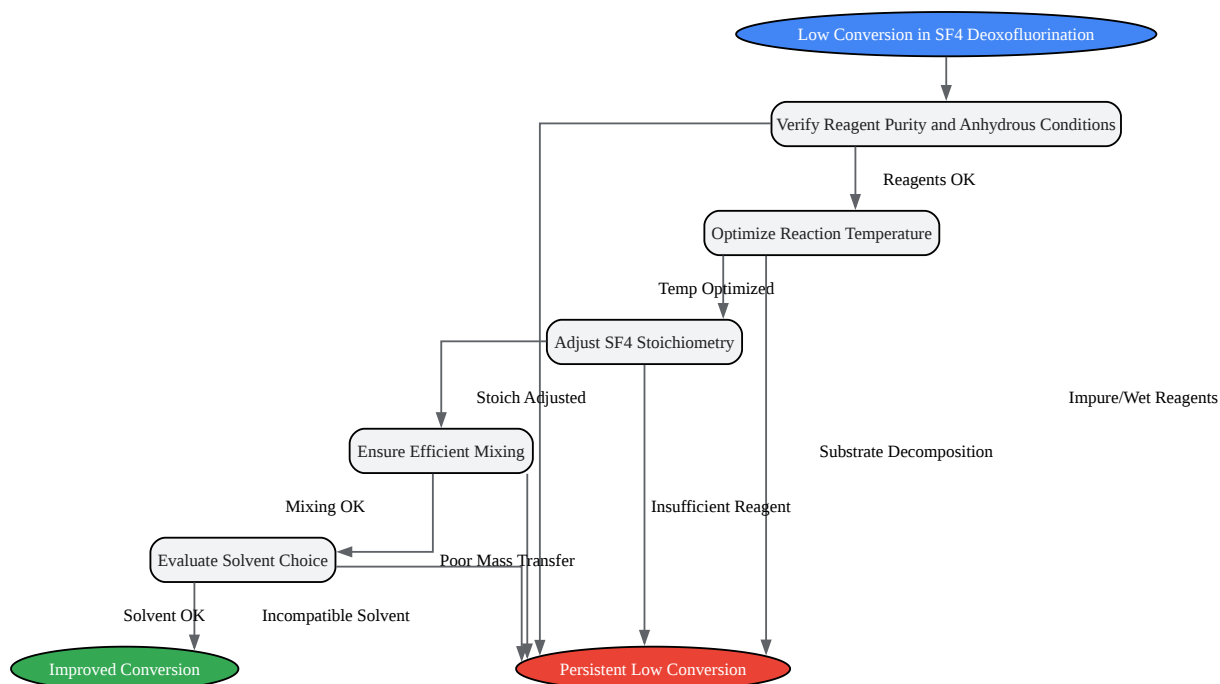 Low Conversion in SF4 Deoxofluorination
Verify Reagent Purity and Anhydrous Conditions
Reagents OK
Optimize Reaction Temperature
Temp Optimized
Adjust SF4 Stoichiometry
Stoich Adjusted
Impure/Wet Reagents
Ensure Efficient Mixing
Substrate Decomposition
Mixing OK
Insufficient Reagent
Evaluate Solvent Choice
Poor Mass Transfer
Solvent OK
Incompatible Solvent
Improved Conversion
Persistent Low Conversion